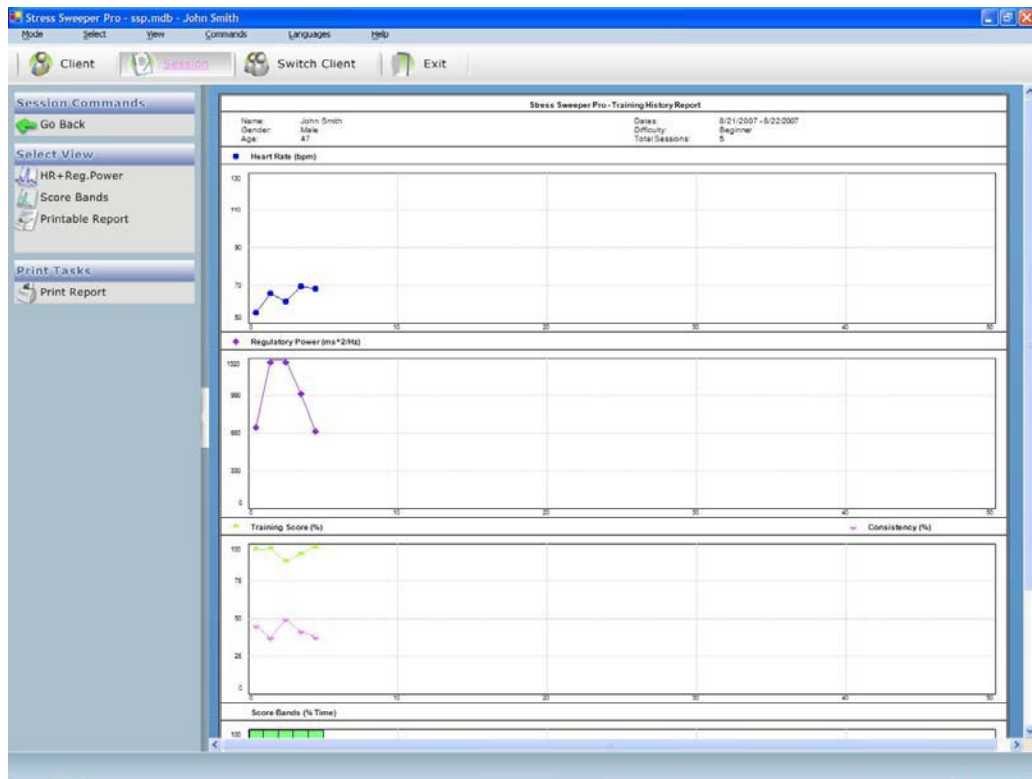 Stress Sweeper Pro - ssp.mdb - John Smith
Mode Select View Commands Languages Help
Client Session Switch Client Exit
Session Commands
Go Back
Select View
HR+Reg.Power
Score Bands
Printable Report
Print Tasks
Print Report
Stress Sweeper Pro - Training History Report
Name: John Smith Dates: 8/21/2007 - 8/22/2007
Gender: Male Difficulty: Beginner
Age: 47 Total Sessions: 5
Heart Rate (bpm)
130
110
90
70
50
0 10 20 30 40 50
Regulatory Power (ms^2/Hz)
1320
990
660
330
0
10 20 30 40 50
Training Score (%) Consistency (%)
100
75
50
25
0
0 10 20 30 40 50
Score Bands (% Time)
100